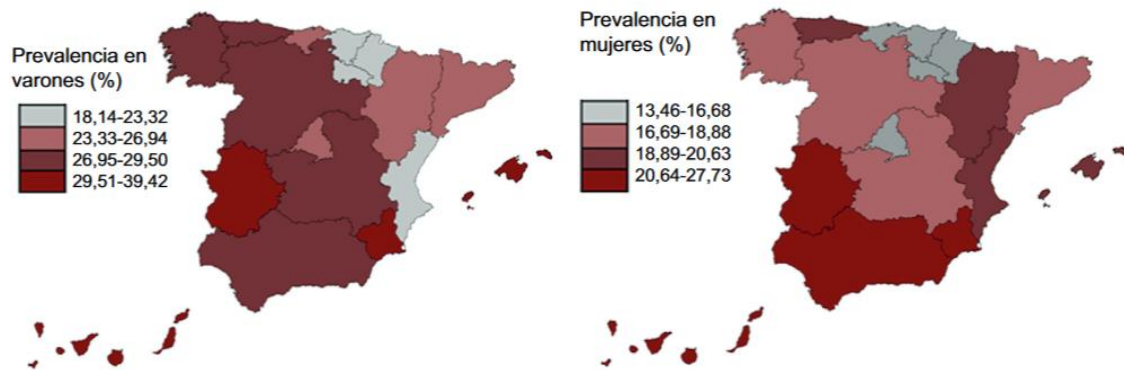 Prevalencia en
varones (%)
18,14-23,32
23,33-26,94
26,95-29,50
29,51-39,42
Prevalencia en
mujeres (%)
13,46-16,68
16,69-18,88
18,89-20,63
20,64-27,73